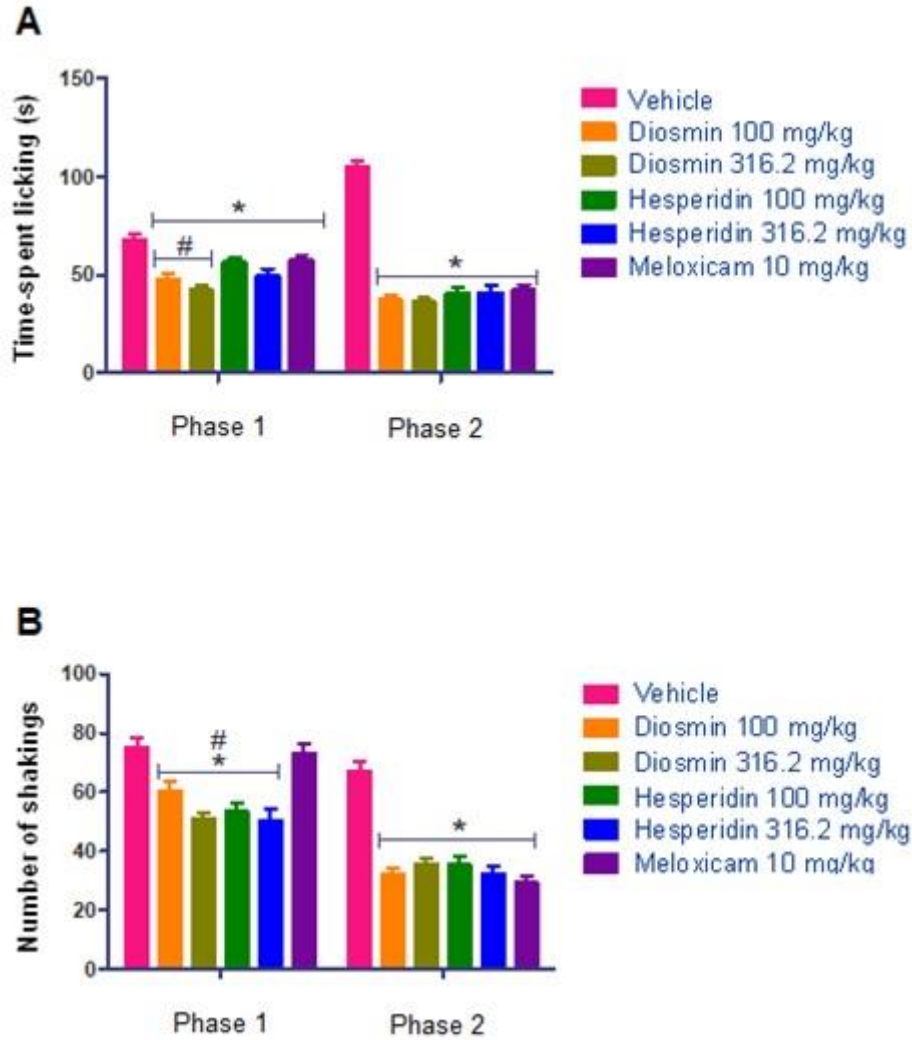 A
Time-spent licking (s)
150
100
50
0
*
#
*
Phase 1
Phase 2
Vehicle
Diosmin 100 mg/kg
Diosmin 316.2 mg/kg
Hesperidin 100 mg/kg
Hesperidin 316.2 mg/kg
Meloxicam 10 mg/kg
B
Number of shakings
100
80
60
40
20
0
#
*
*
Phase 1
Phase 2
Vehicle
Diosmin 100 mg/kg
Diosmin 316.2 mg/kg
Hesperidin 100 mg/kg
Hesperidin 316.2 mg/kg
Meloxicam 10 mg/kg